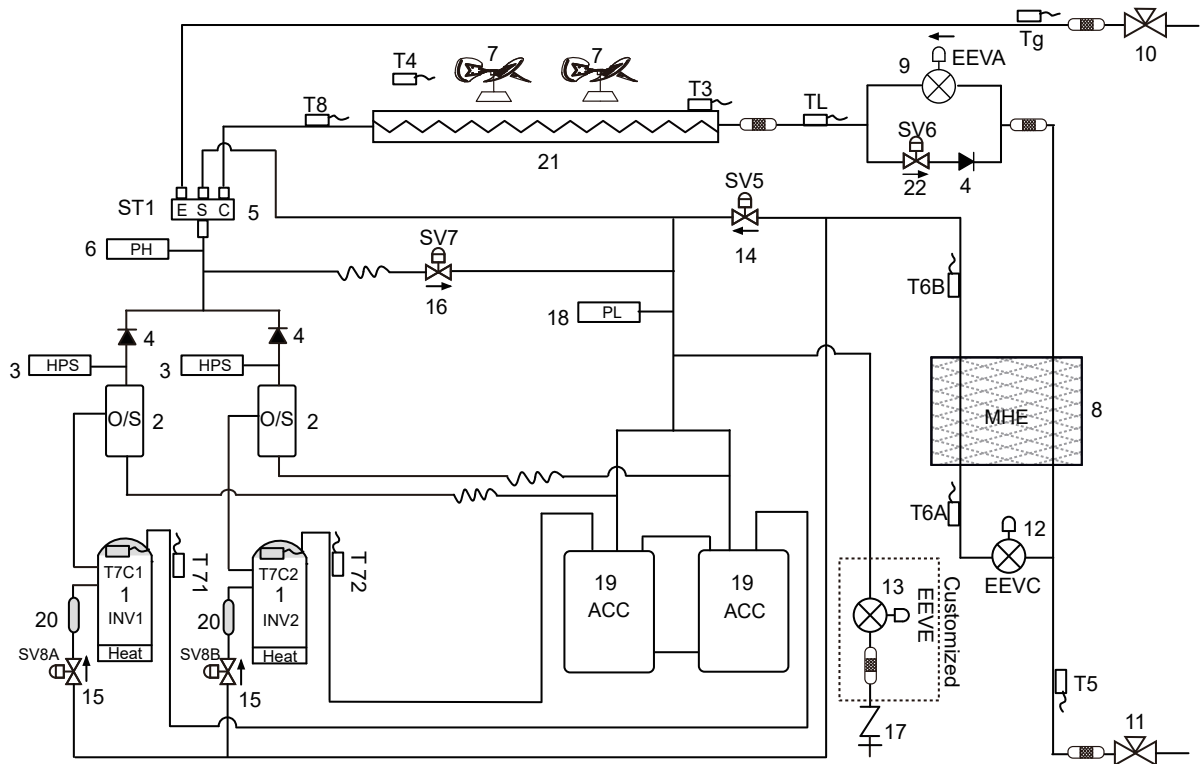 Tg
10
T4
7
7
9
EEVA
T8
T3
TL
SV6
21
22
4
ST1
E S C
5
SV5
6
PH
SV7
14
16
T6B
18
PL
4
4
3
HPS
3
HPS
MHE
8
O/S
2
O/S
2
T6A
12
EEVC
T7C1
1
INV1
Heat
T71
T7C2
1
INV2
Heat
T72
19
ACC
19
ACC
13
EEVE
Customized
20
20
SV8A
15
SV8B
15
T5
17
11